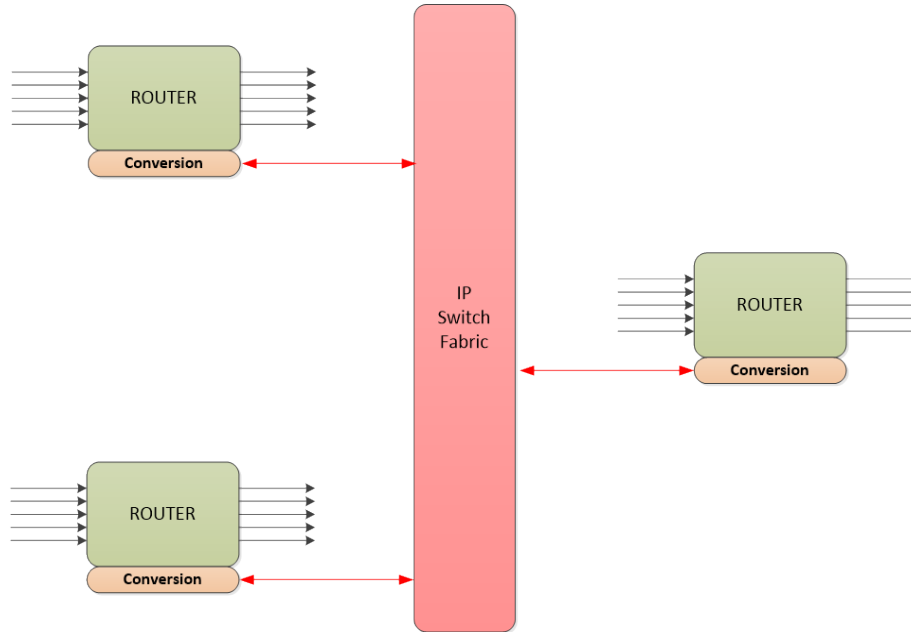 ROUTER
Conversion
IP
Switch
Fabric
ROUTER
Conversion
ROUTER
Conversion